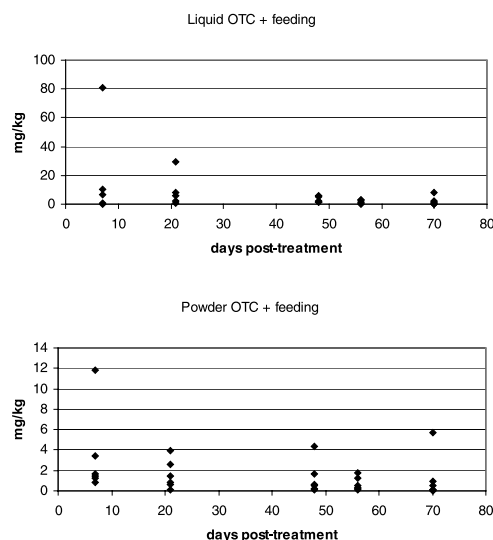 Liquid OTC + feeding
100
80
60
40
20
0
mg/kg
0 10 20 30 40 50 60 70 80
days post-treatment
Powder OTC + feeding
14
12
10
8
6
4
2
0
mg/kg
0 10 20 30 40 50 60 70 80
days post-treatment